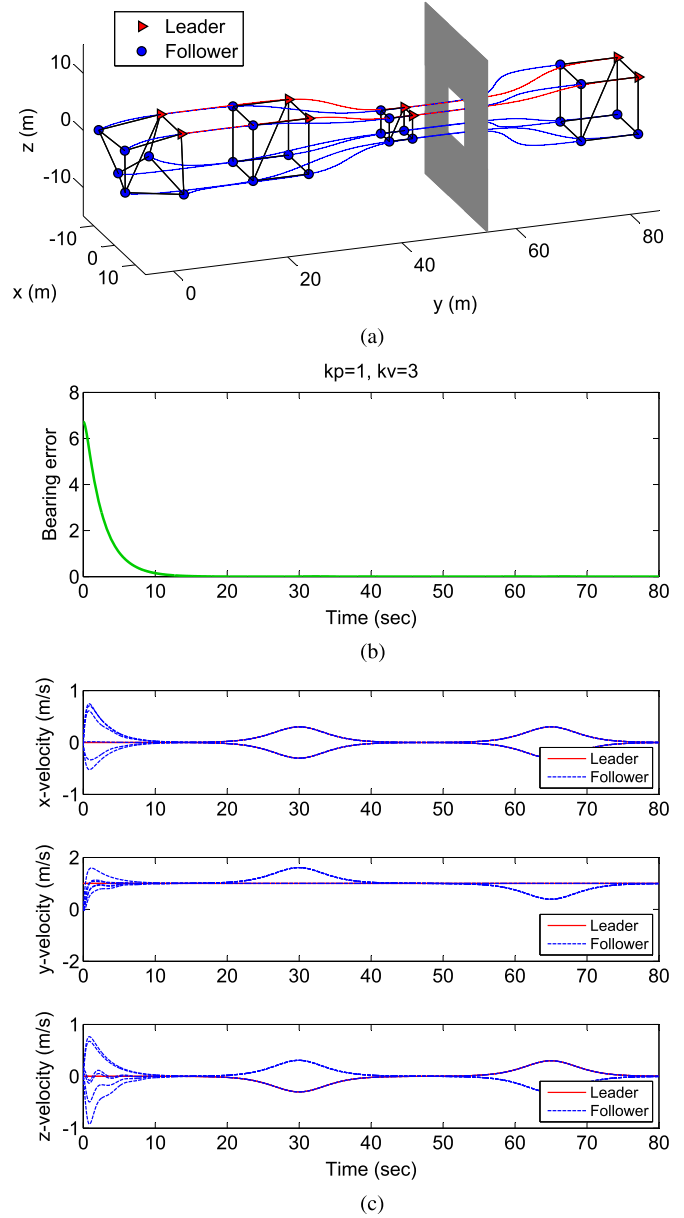 Leader
Follower
10
0
-10
z (m)
-10
0
10
x (m)
0
20
40
60
80
y (m)
(a)
kp=1, kv=3
8
6
4
2
0
Bearing error
0 10 20 30 40 50 60 70 80
Time (sec)
(b)
1
0
-1
x-velocity (m/s)
Leader
Follower
0 10 20 30 40 50 60 70 80
2
1
0
-2
y-velocity (m/s)
Leader
Follower
0 10 20 30 40 50 60 70 80
1
0
-1
z-velocity (m/s)
Leader
Follower
0 10 20 30 40 50 60 70 80
Time (sec)
(c)